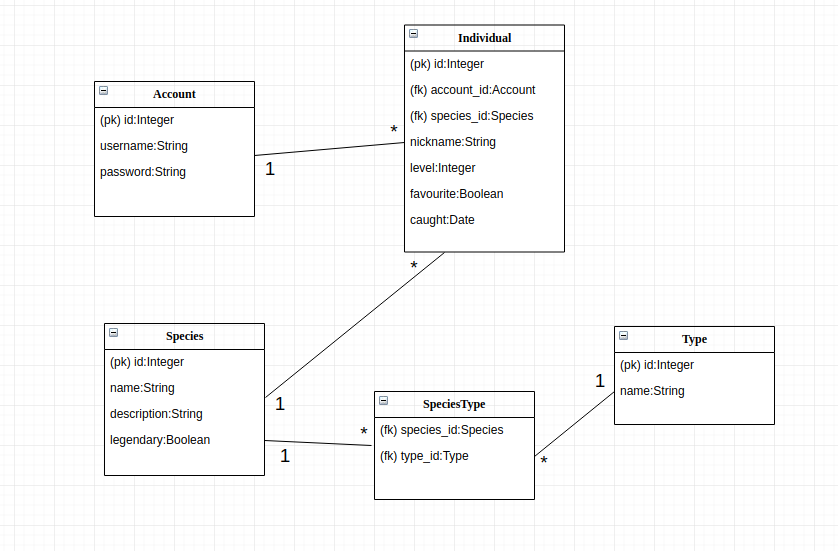 Individual
(pk) id:Integer
(fk) account_id:Account
(fk) species_id:Species
nickname:String
level:Integer
favourite:Boolean
caught:Date
Account
(pk) id:Integer
username:String
password:String
*
1
*
1
Species
(pk) id:Integer
name:String
description:String
legendary:Boolean
1
*
SpeciesType
(fk) species_id:Species
(fk) type_id:Type
*
1
Type
(pk) id:Integer
name:String